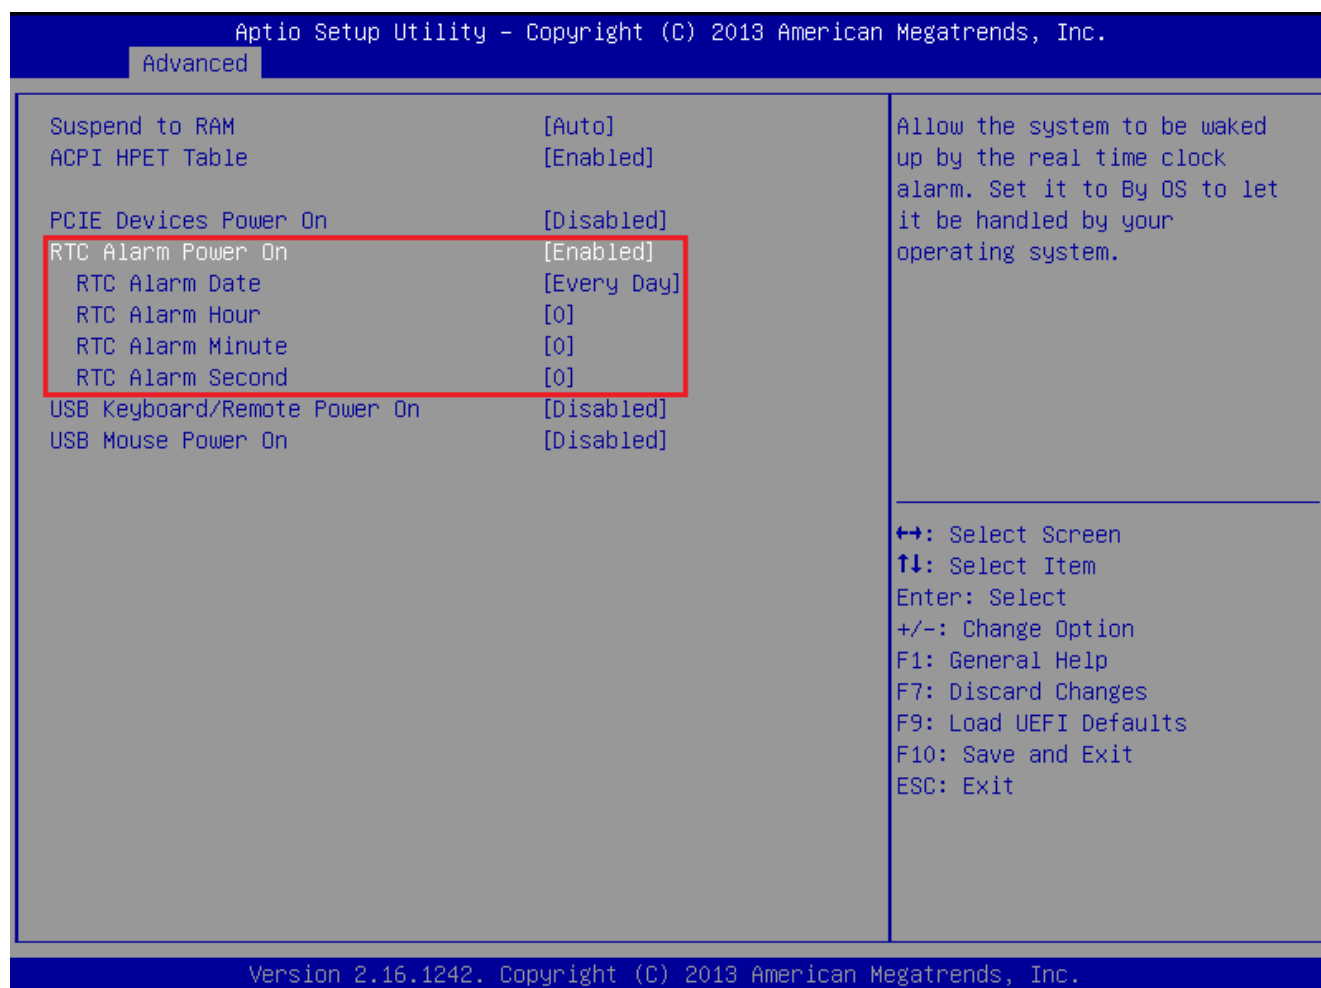 Aptio Setup Utility – Copyright (C) 2013 American Megatrends, Inc.
Advanced
Suspend to RAM [Auto]
ACPI HPET Table [Enabled]
PCIE Devices Power On [Disabled]
RTC Alarm Power On [Enabled]
RTC Alarm Date [Every Day]
RTC Alarm Hour [0]
RTC Alarm Minute [0]
RTC Alarm Second [0]
USB Keyboard/Remote Power On [Disabled]
USB Mouse Power On [Disabled]
Allow the system to be waked
up by the real time clock
alarm. Set it to By OS to let
it be handled by your
operating system.
↔: Select Screen
↑↓: Select Item
Enter: Select
+/-: Change Option
F1: General Help
F7: Discard Changes
F9: Load UEFI Defaults
F10: Save and Exit
ESC: Exit
Version 2.16.1242. Copyright (C) 2013 American Megatrends, Inc.